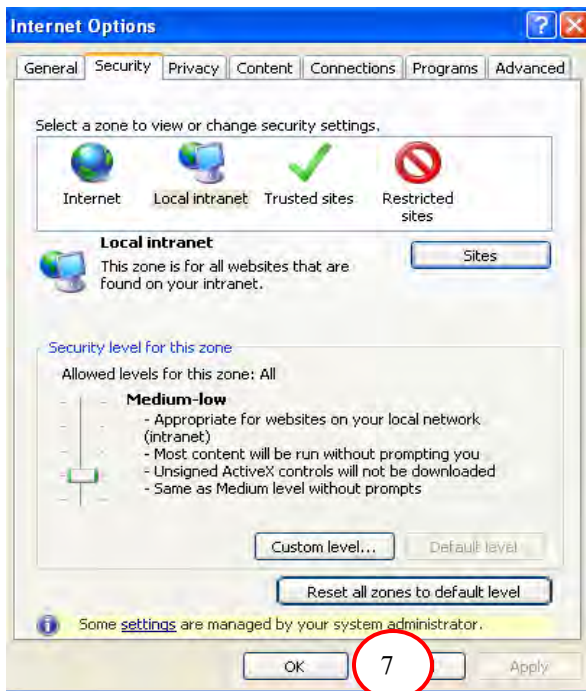 Internet Options
General Security Privacy Content Connections Programs Advanced
Select a zone to view or change security settings.
Internet Local intranet Trusted sites Restricted sites
Local intranet
This zone is for all websites that are
found on your intranet.
Sites
Security level for this zone
Allowed levels for this zone: All
Medium-low
- Appropriate for websites on your local network
(intranet)
- Most content will be run without prompting you
- Unsigned ActiveX controls will not be downloaded
- Same as Medium level without prompts
Custom level... Default level
Reset all zones to default level
Some settings are managed by your system administrator.
OK 7 Apply